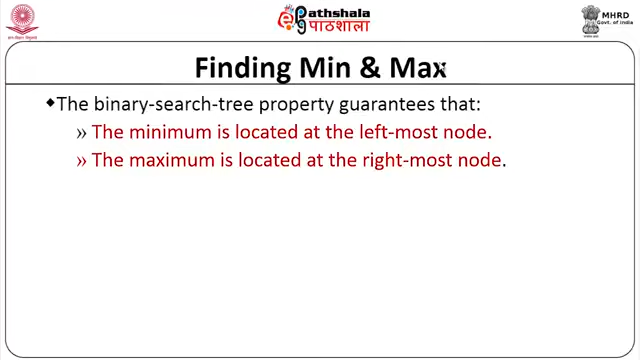 Pathshala
पाठशाला
MHRD
Govt. of India
Finding Min & Max
The binary-search-tree property guarantees that:
» The minimum is located at the left-most node.
» The maximum is located at the right-most node.